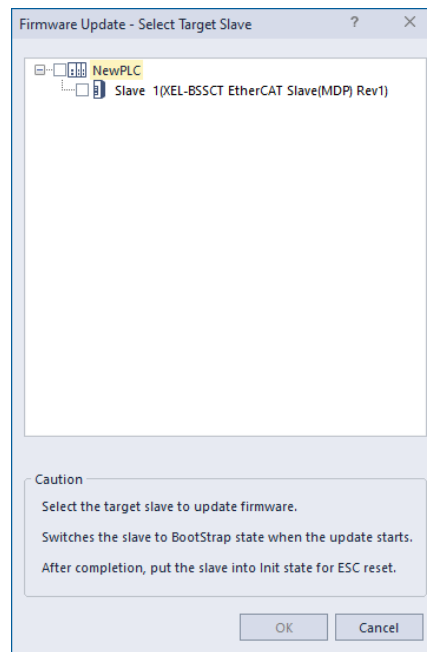 Firmware Update - Select Target Slave ?
NewPLC
Slave 1(XEL-BSSCT EtherCAT Slave(MDP) Rev1)
Caution
Select the target slave to update firmware.
Switches the slave to BootStrap state when the update starts.
After completion, put the slave into Init state for ESC reset.
OK Cancel